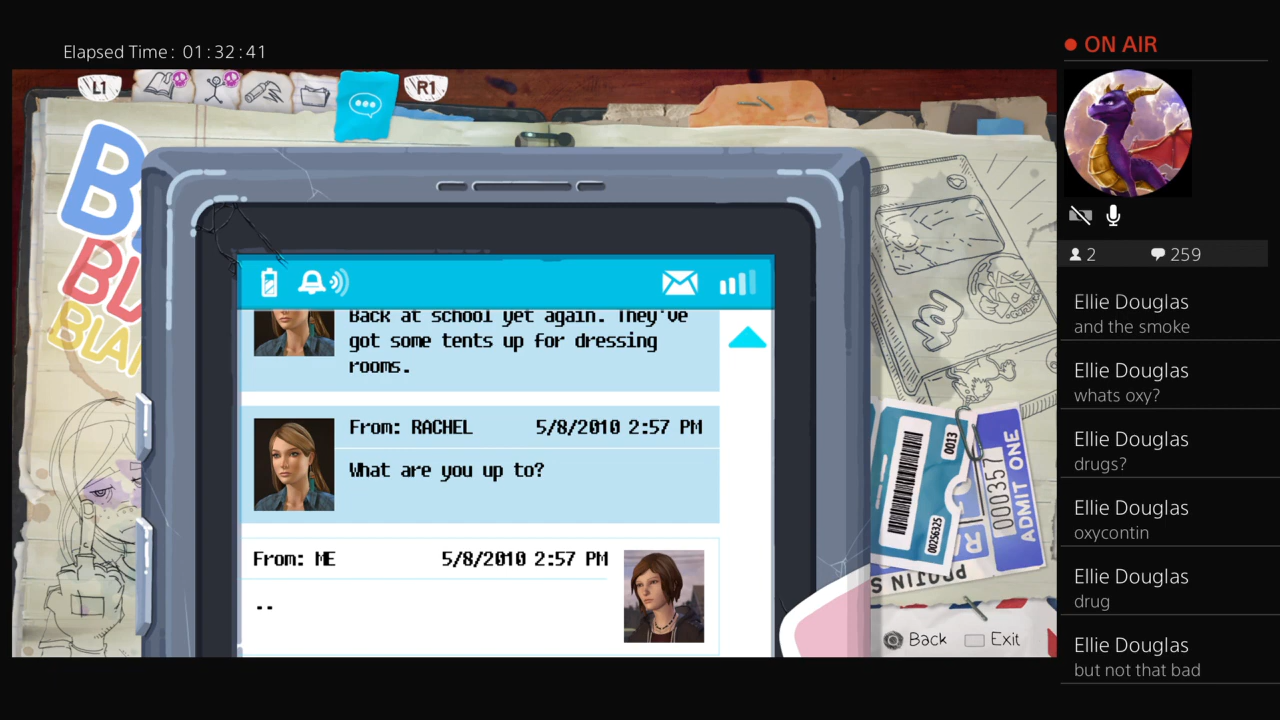 Elapsed Time: 01:32:41
ON AIR
L1
R1
2
259
Back at school yet again. They've
got some tents up for dressing
rooms.
From: RACHEL 5/8/2010 2:57 PM
What are you up to?
From: ME 5/8/2010 2:57 PM
--
0013
00256325
000357
ADMIT ONE
Back
Exit
Ellie Douglas
and the smoke
Ellie Douglas
whats oxy?
Ellie Douglas
drugs?
Ellie Douglas
oxycontin
Ellie Douglas
drug
Ellie Douglas
but not that bad